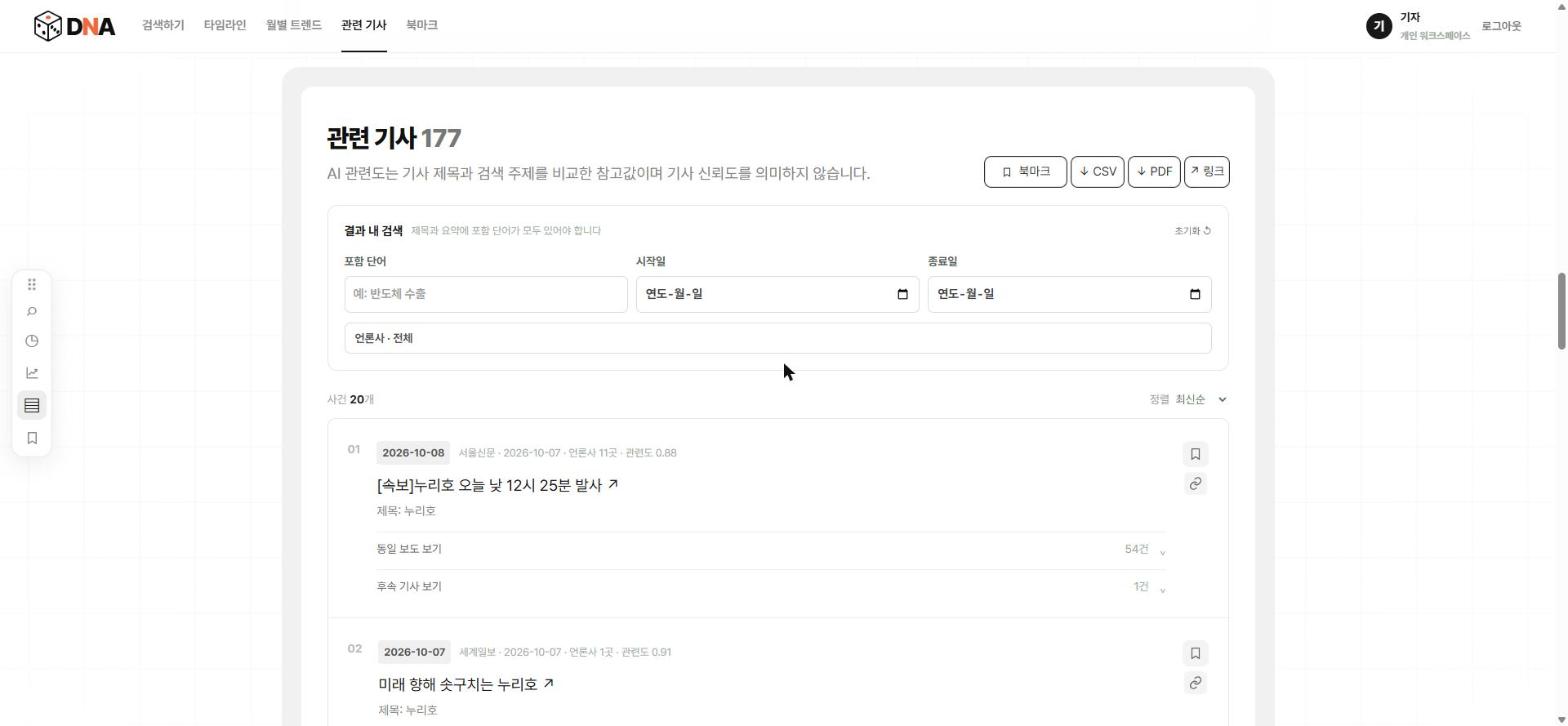 DNA 검색하기 타임라인 월별 트렌드 관련 기사 북마크 기 기자 개인 워크스페이스 로그아웃
관련 기사 177
AI 관련도는 기사 제목과 검색 주제를 비교한 참고값이며 기사 신뢰도를 의미하지 않습니다.
북마크 ↓ CSV ↓ PDF ↗ 링크
결과 내 검색 제목과 요약에 포함 단어가 모두 있어야 합니다 초기화
포함 단어 시작일 종료일
예: 반도체 수출 연도-월-일 연도-월-일
언론사 · 전체
사건 20개 정렬 최신순
01 2026-10-08 서울신문 · 2026-10-07 · 언론사 11곳 · 관련도 0.88
[속보]누리호 오늘 낮 12시 25분 발사 ↗
제목: 누리호
동일 보도 보기 54건
후속 기사 보기 1건
02 2026-10-07 세계일보 · 2026-10-07 · 언론사 1곳 · 관련도 0.91
미래 향해 솟구치는 누리호 ↗
제목: 누리호